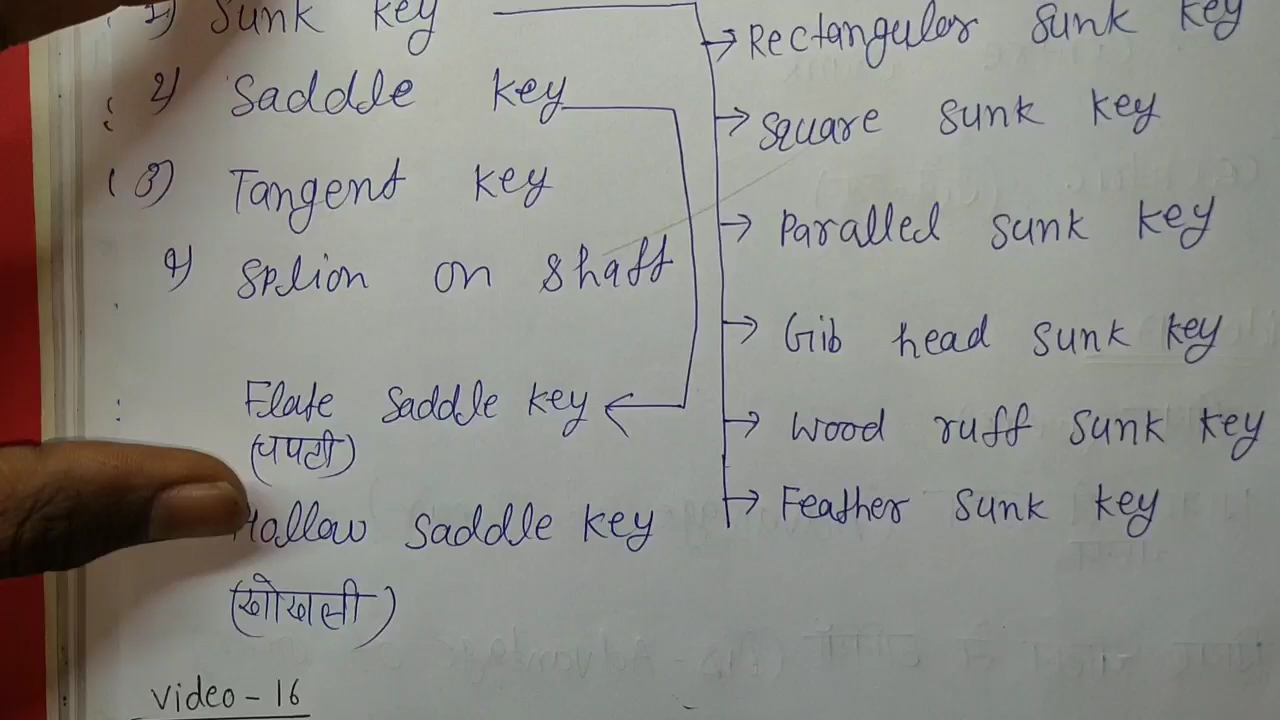 1) Sunk key
2) Saddle key
3) Tangent key
4) Splion on shaft
Flate saddle key
(चपटी)
Hollow saddle key
(खोखली)
Video - 16
→ Rectangular sunk key
→ Square sunk key
→ Paralled sunk key
→ Gib head sunk key
→ Wood ruff sunk key
→ Feather sunk key